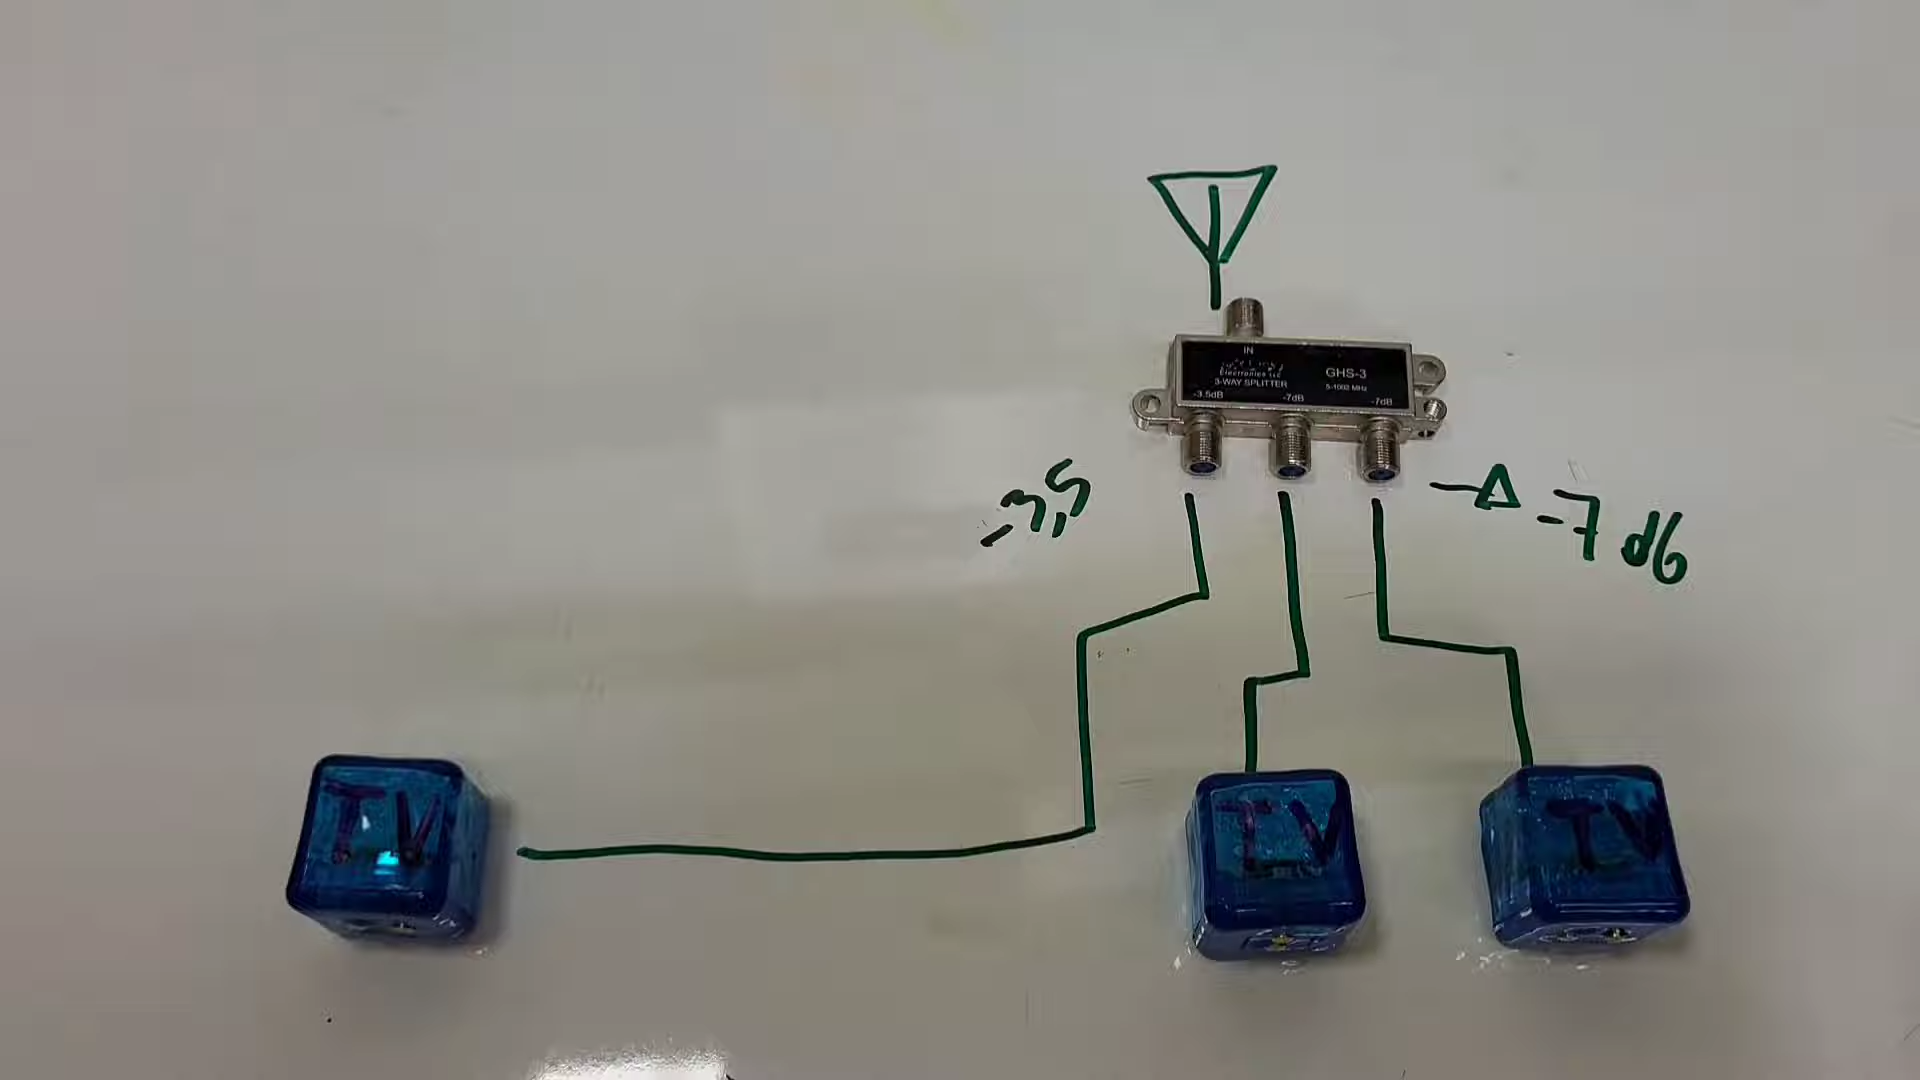 IN
Electronics LLC
3-WAY SPLITTER
GHS-3
5-1002 MHz
-3.5dB
-7dB
-7dB
-3,5
-7 db
TV
TV
TV